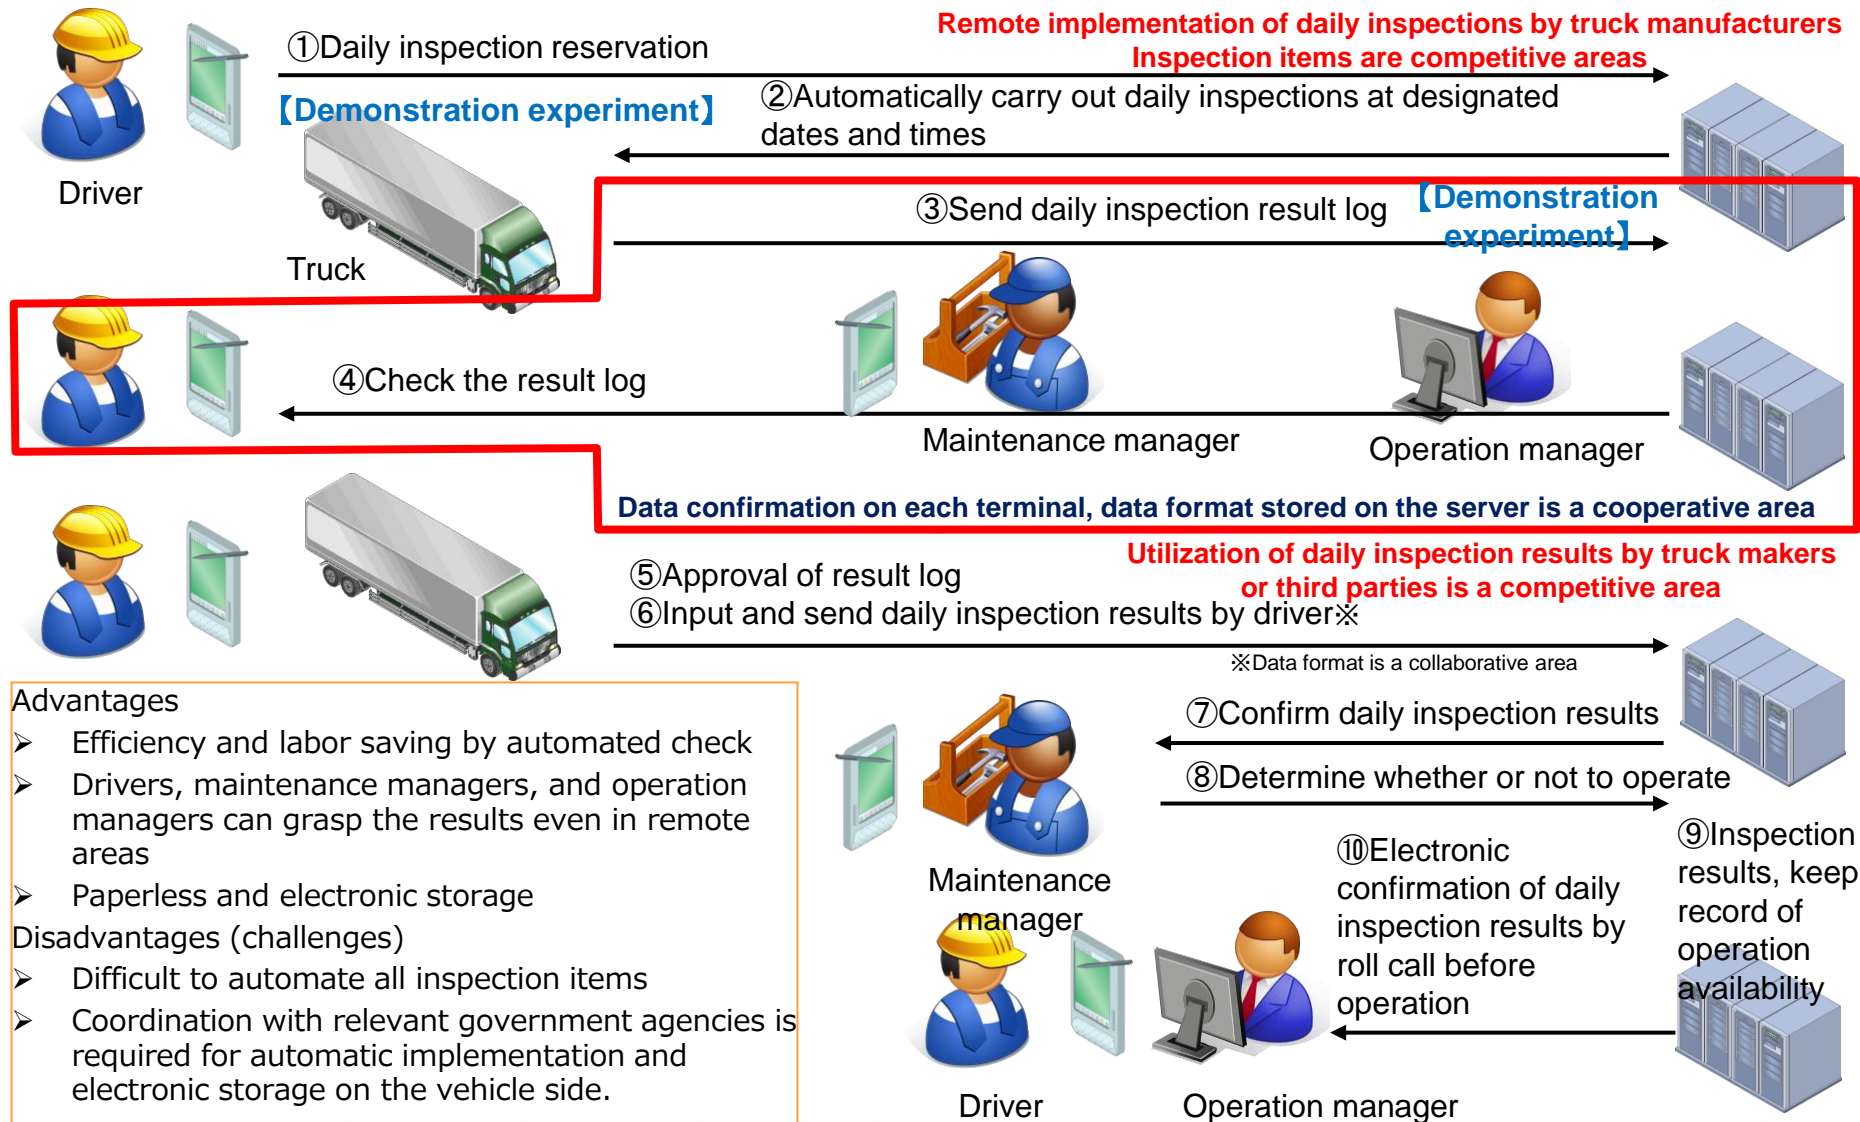 Remote implementation of daily inspections by truck manufacturers
Inspection items are competitive areas
①Daily inspection reservation
【Demonstration experiment】
②Automatically carry out daily inspections at designated
dates and times
Driver
Truck
③Send daily inspection result log
【Demonstration
experiment】
④Check the result log
Maintenance manager
Operation manager
Data confirmation on each terminal, data format stored on the server is a cooperative area
Utilization of daily inspection results by truck makers
or third parties is a competitive area
⑤Approval of result log
⑥Input and send daily inspection results by driver※
※Data format is a collaborative area
Advantages
➢ Efficiency and labor saving by automated check
➢ Drivers, maintenance managers, and operation
managers can grasp the results even in remote
areas
➢ Paperless and electronic storage
Disadvantages (challenges)
➢ Difficult to automate all inspection items
➢ Coordination with relevant government agencies is
required for automatic implementation and
electronic storage on the vehicle side.
⑦Confirm daily inspection results
⑧Determine whether or not to operate
Maintenance
manager
⑨Inspection
results, keep
record of
operation
availability
⑩Electronic
confirmation of daily
inspection results by
roll call before
operation
Driver
Operation manager